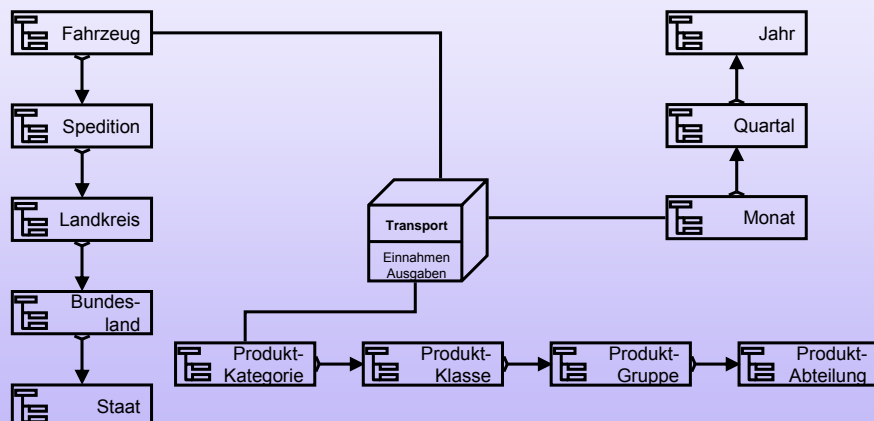 Fahrzeug
Jahr
Spedition
Quartal
Landkreis
Transport
Monat
Einnahmen
Ausgaben
Bundes-
land
Produkt-
Kategorie
Produkt-
Klasse
Produkt-
Gruppe
Produkt-
Abteilung
Staat